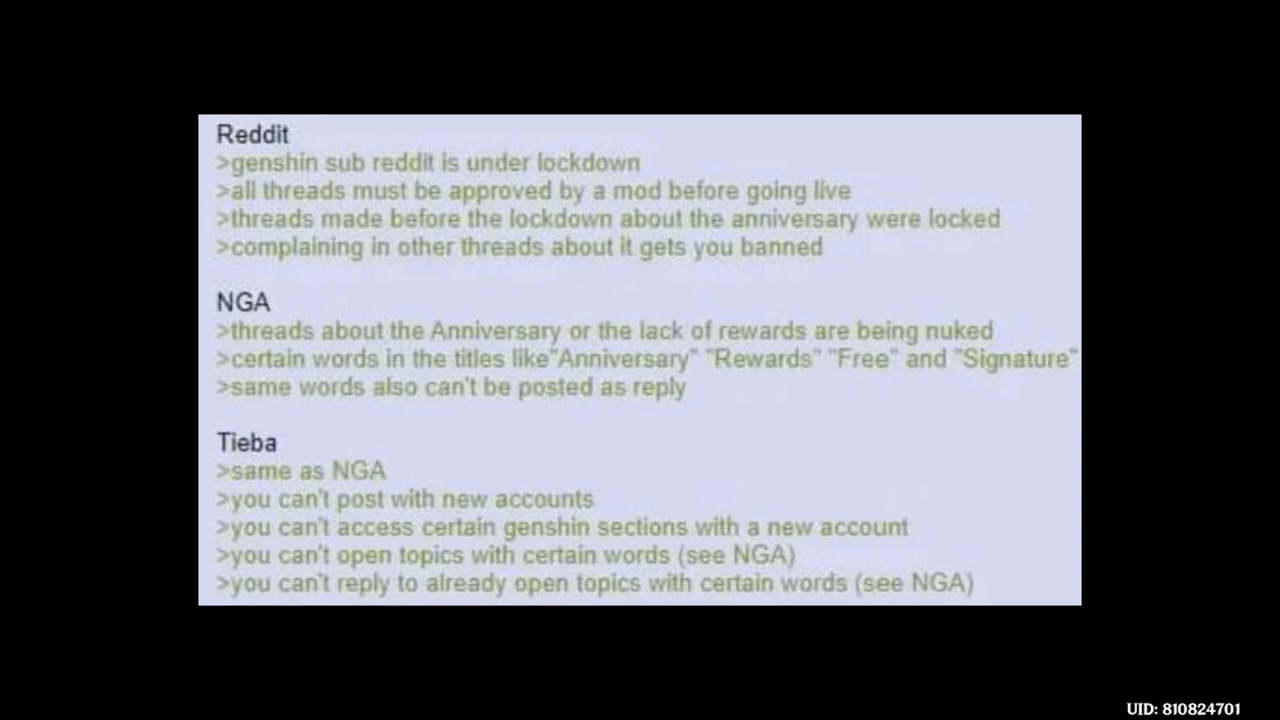 Reddit
>genshin sub reddit is under lockdown
>all threads must be approved by a mod before going live
>threads made before the lockdown about the anniversary were locked
>complaining in other threads about it gets you banned
NGA
>threads about the Anniversary or the lack of rewards are being nuked
>certain words in the titles like"Anniversary" "Rewards" "Free" and "Signature"
>same words also can't be posted as reply
Tieba
>same as NGA
>you can't post with new accounts
>you can't access certain genshin sections with a new account
>you can't open topics with certain words (see NGA)
>you can't reply to already open topics with certain words (see NGA)
UID: 810824701